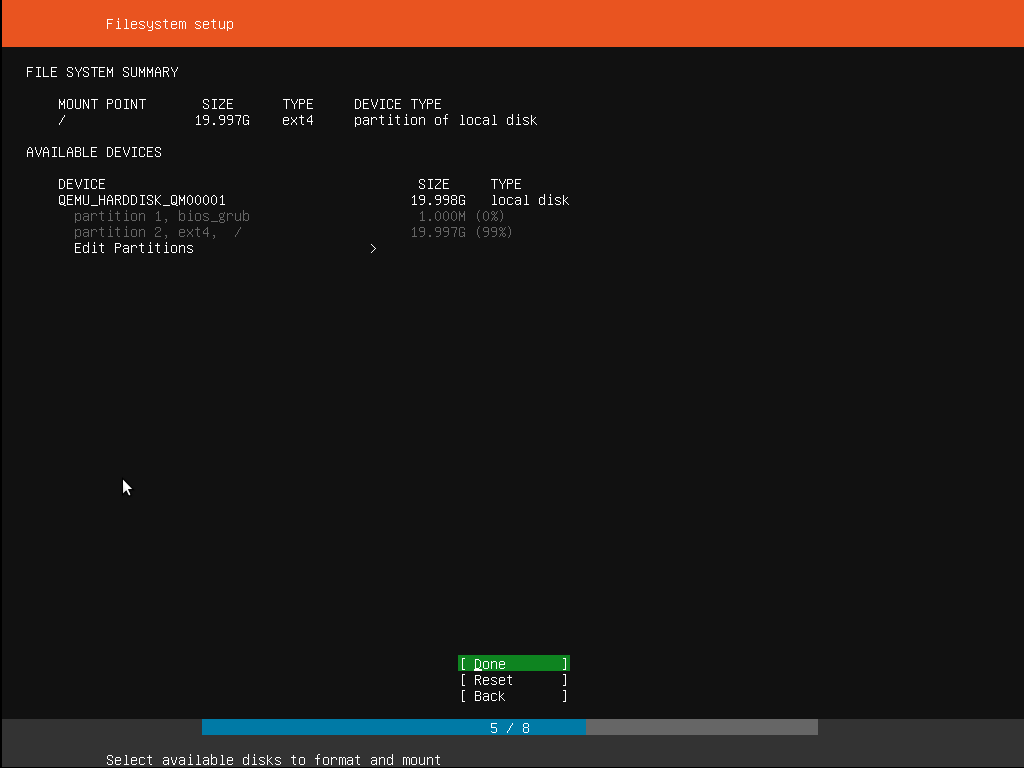 Filesystem setup
FILE SYSTEM SUMMARY
MOUNT POINT SIZE TYPE DEVICE TYPE
/ 19.997G ext4 partition of local disk
AVAILABLE DEVICES
DEVICE SIZE TYPE
QEMU_HARDDISK_QM00001 19.998G local disk
partition 1, bios_grub 1.000M (0%)
partition 2, ext4, / 19.997G (99%)
Edit Partitions >
[ Done ]
[ Reset ]
[ Back ]
5 / 8
Select available disks to format and mount